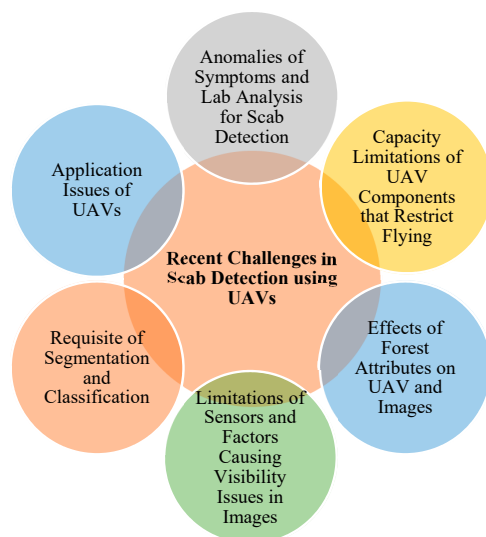 Anomalies of
Symptoms and
Lab Analysis
for Scab
Detection
Capacity
Limitations of
UAV
Components
that Restrict
Flying
Effects of
Forest
Attributes on
UAV and
Images
Limitations of
Sensors and
Factors
Causing
Visibility
Issues in
Images
Requisite of
Segmentation
and
Classification
Application
Issues of
UAVs
Recent Challenges in
Scab Detection using
UAVs